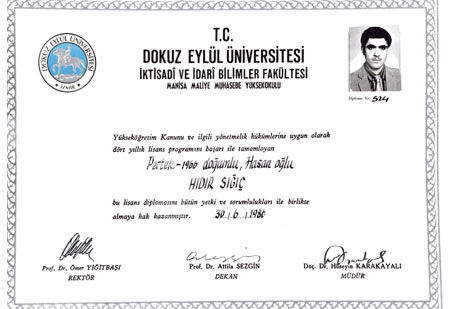 T.C.
DOKUZ EYLÜL ÜNİVERSİTESİ
İKTİSADİ VE İDARİ BİLİMLER FAKÜLTESİ
MANİSA MALİYE MUHASEBE YÜKSEKOKULU
DOKUZ EYLÜL ÜNİVERSİTESİ
İZMİR
Diploma No: 524
Yükseköğretim Kanunu ve ilgili yönetmelik hükümlerine uygun olarak
dört yıllık lisans programını başarı ile tamamlayan
Pertek-1960 doğumlu, Hasan oğlu
HIDIR SIĞIÇ
bu lisans diplomasını bütün yetki ve sorumlulukları ile birlikte
almaya hak kazanmıştır. 30/6/1980
Prof. Dr. Ömer YİĞİTBAŞI
REKTÖR
Prof. Dr. Attila SEZGİN
DEKAN
Doç. Dr. Hüseyin KARAKAYALI
MÜDÜR